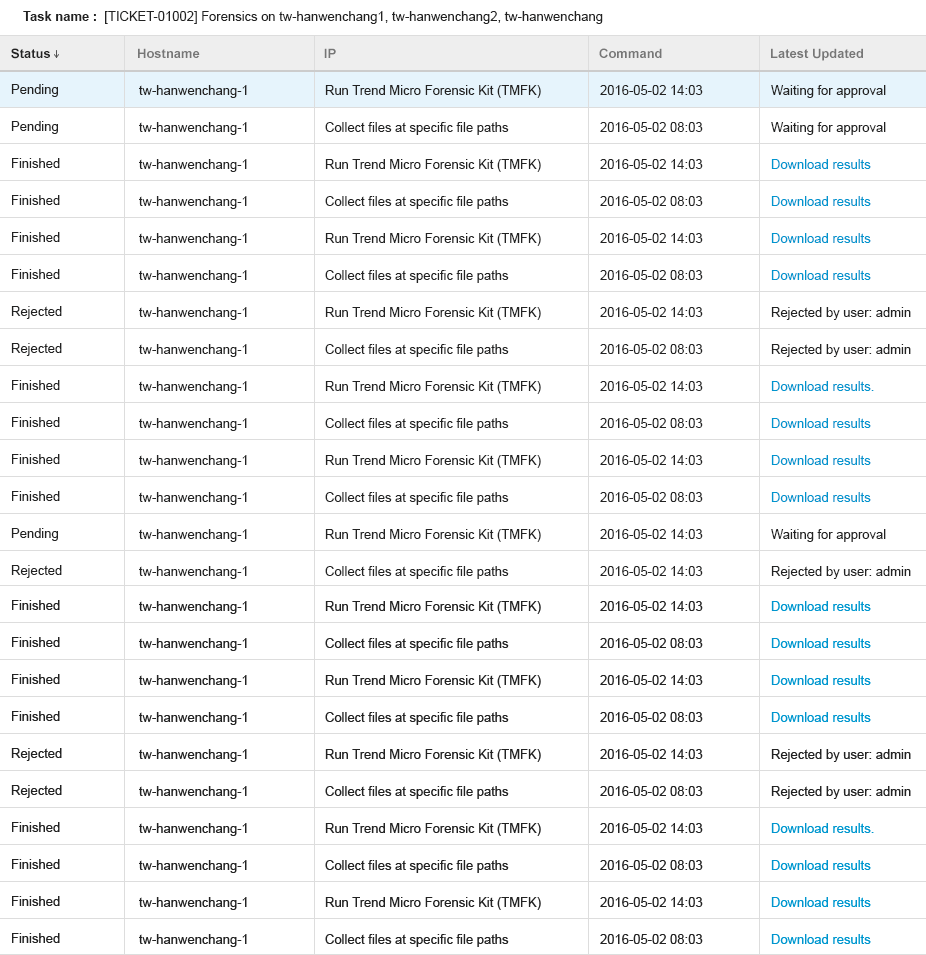 Task name : [TICKET-01002] Forensics on tw-hanwenchang1, tw-hanwenchang2, tw-hanwenchang
Status↓ Hostname IP Command Latest Updated
Pending tw-hanwenchang-1 Run Trend Micro Forensic Kit (TMFK) 2016-05-02 14:03 Waiting for approval
Pending tw-hanwenchang-1 Collect files at specific file paths 2016-05-02 08:03 Waiting for approval
Finished tw-hanwenchang-1 Run Trend Micro Forensic Kit (TMFK) 2016-05-02 14:03 Download results
Finished tw-hanwenchang-1 Collect files at specific file paths 2016-05-02 08:03 Download results
Finished tw-hanwenchang-1 Run Trend Micro Forensic Kit (TMFK) 2016-05-02 14:03 Download results
Finished tw-hanwenchang-1 Collect files at specific file paths 2016-05-02 08:03 Download results
Rejected tw-hanwenchang-1 Run Trend Micro Forensic Kit (TMFK) 2016-05-02 14:03 Rejected by user: admin
Rejected tw-hanwenchang-1 Collect files at specific file paths 2016-05-02 08:03 Rejected by user: admin
Finished tw-hanwenchang-1 Run Trend Micro Forensic Kit (TMFK) 2016-05-02 14:03 Download results.
Finished tw-hanwenchang-1 Collect files at specific file paths 2016-05-02 08:03 Download results
Finished tw-hanwenchang-1 Run Trend Micro Forensic Kit (TMFK) 2016-05-02 14:03 Download results
Finished tw-hanwenchang-1 Collect files at specific file paths 2016-05-02 08:03 Download results
Pending tw-hanwenchang-1 Run Trend Micro Forensic Kit (TMFK) 2016-05-02 14:03 Waiting for approval
Rejected tw-hanwenchang-1 Collect files at specific file paths 2016-05-02 14:03 Rejected by user: admin
Finished tw-hanwenchang-1 Run Trend Micro Forensic Kit (TMFK) 2016-05-02 14:03 Download results
Finished tw-hanwenchang-1 Collect files at specific file paths 2016-05-02 08:03 Download results
Finished tw-hanwenchang-1 Run Trend Micro Forensic Kit (TMFK) 2016-05-02 14:03 Download results
Finished tw-hanwenchang-1 Collect files at specific file paths 2016-05-02 08:03 Download results
Rejected tw-hanwenchang-1 Run Trend Micro Forensic Kit (TMFK) 2016-05-02 14:03 Rejected by user: admin
Rejected tw-hanwenchang-1 Collect files at specific file paths 2016-05-02 08:03 Rejected by user: admin
Finished tw-hanwenchang-1 Run Trend Micro Forensic Kit (TMFK) 2016-05-02 14:03 Download results.
Finished tw-hanwenchang-1 Collect files at specific file paths 2016-05-02 08:03 Download results
Finished tw-hanwenchang-1 Run Trend Micro Forensic Kit (TMFK) 2016-05-02 14:03 Download results
Finished tw-hanwenchang-1 Collect files at specific file paths 2016-05-02 08:03 Download results